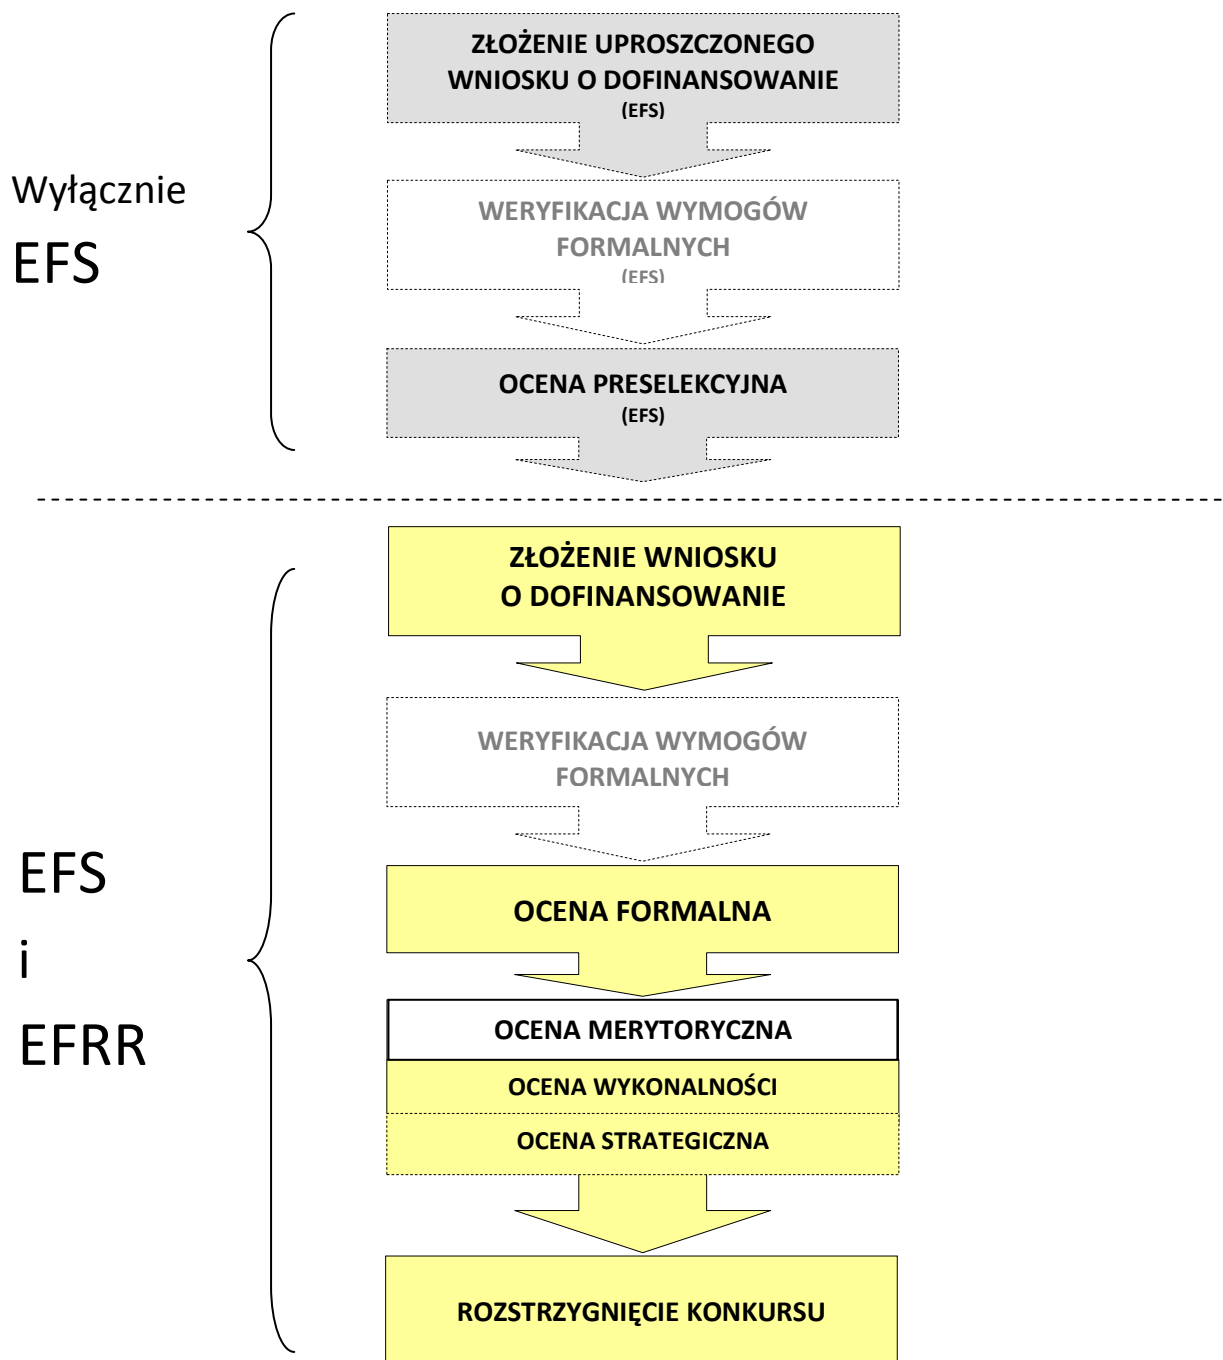 ZŁOŻENIE UPROSZCZONEGO
WNIOSKU O DOFINANSOWANIE
(EFS)
Wyłącznie
EFS
WERYFIKACJA WYMOGÓW
FORMALNYCH
(EFS)
OCENA PRESELEKCYJNA
(EFS)
ZŁOŻENIE WNIOSKU
O DOFINANSOWANIE
WERYFIKACJA WYMOGÓW
FORMALNYCH
EFS
i
EFRR
OCENA FORMALNA
OCENA MERYTORYCZNA
OCENA WYKONALNOŚCI
OCENA STRATEGICZNA
ROZSTRZYGNIĘCIE KONKURSU